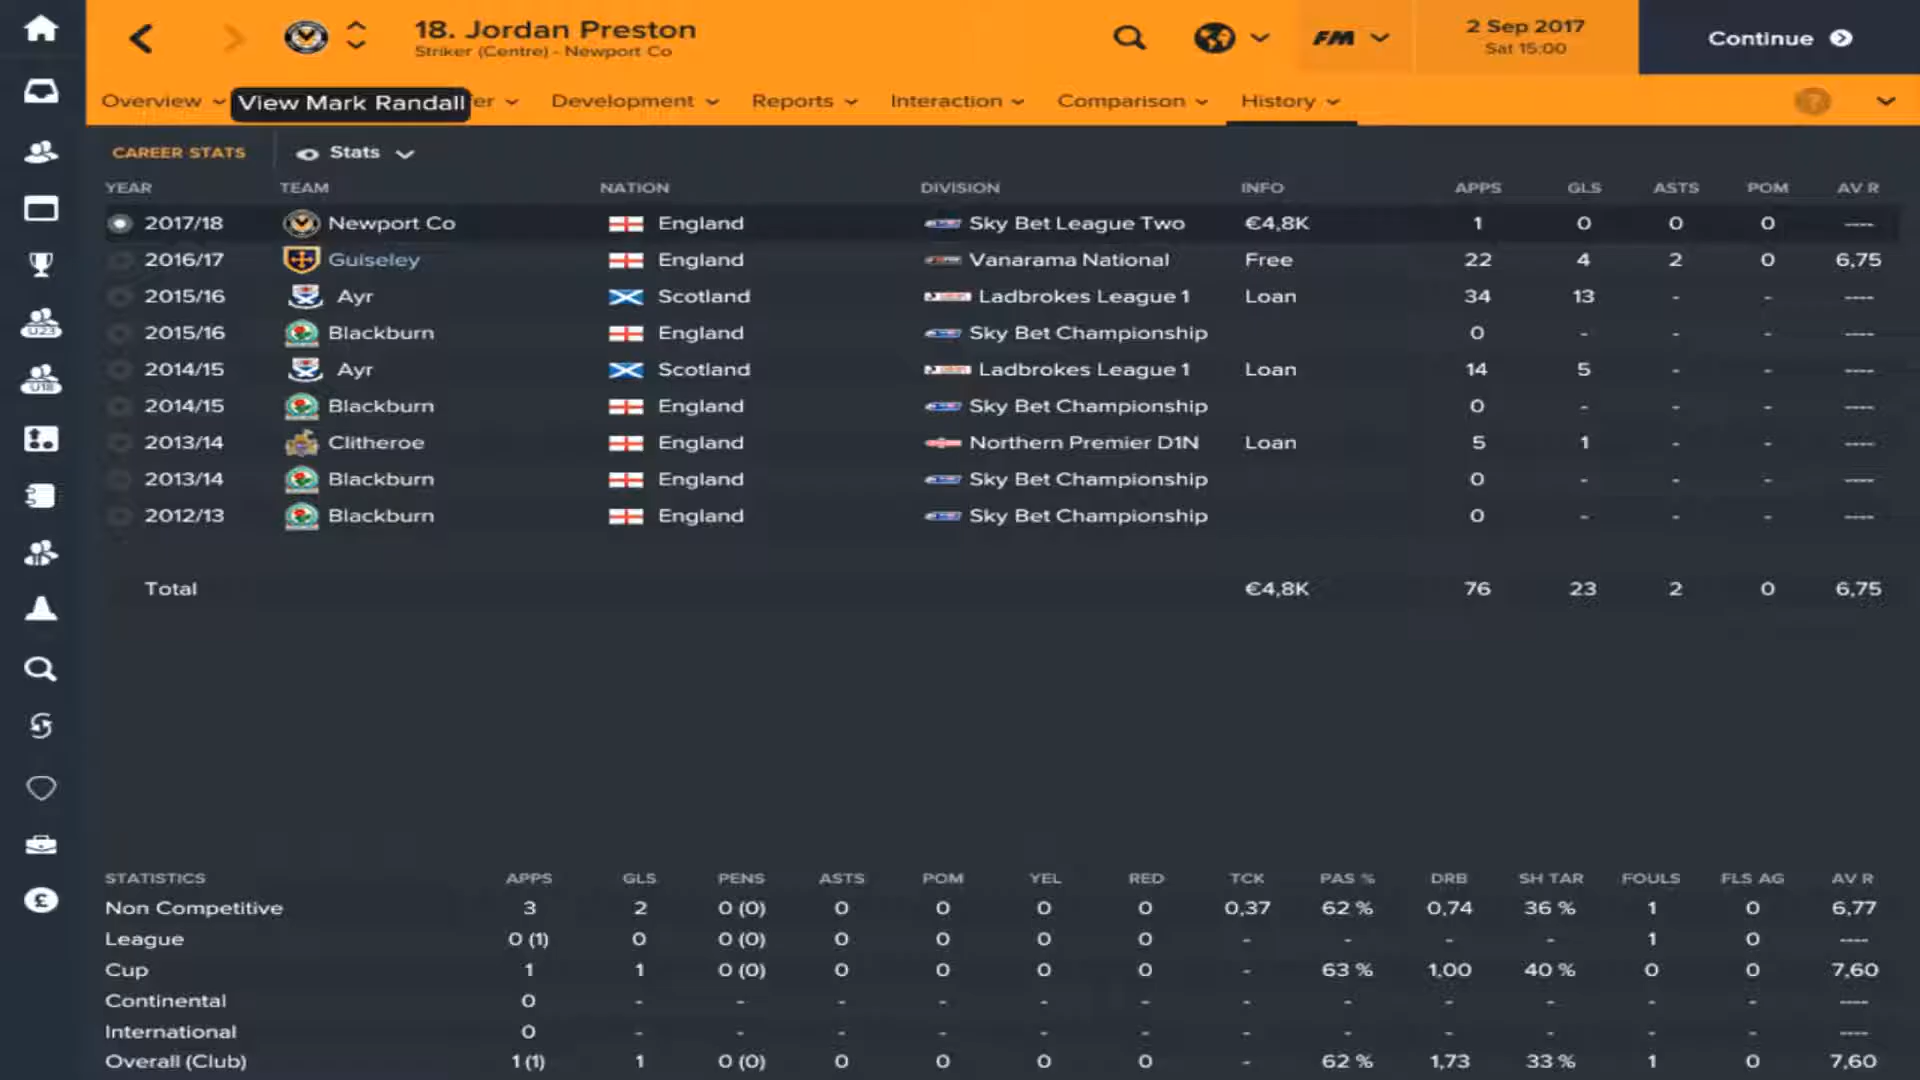 18. Jordan Preston
Striker (Centre) - Newport Co
FM
2 Sep 2017
Sat 15:00
Continue
Overview
View Mark Randall
er
Development
Reports
Interaction
Comparison
History
?
CAREER STATS
Stats
YEAR TEAM NATION DIVISION INFO APPS GLS ASTS POM AV R
2017/18 Newport Co England Sky Bet League Two €4,8K 1 0 0 0 ----
2016/17 Guiseley England Vanarama National Free 22 4 2 0 6,75
2015/16 Ayr Scotland Ladbrokes League 1 Loan 34 13 - - ----
2015/16 Blackburn England Sky Bet Championship 0 - - - ----
2014/15 Ayr Scotland Ladbrokes League 1 Loan 14 5 - - ----
2014/15 Blackburn England Sky Bet Championship 0 - - - ----
2013/14 Clitheroe England Northern Premier D1N Loan 5 1 - - ----
2013/14 Blackburn England Sky Bet Championship 0 - - - ----
2012/13 Blackburn England Sky Bet Championship 0 - - - ----
Total €4,8K 76 23 2 0 6,75
U23
U18
£
STATISTICS APPS GLS PENS ASTS POM YEL RED TCK PAS % DRB SH TAR FOULS FLS AG AV R
Non Competitive 3 2 0 (0) 0 0 0 0 0,37 62 % 0,74 36 % 1 0 6,77
League 0 (1) 0 0 (0) 0 0 0 0 - - - - 1 0 ----
Cup 1 1 0 (0) 0 0 0 0 - 63 % 1,00 40 % 0 0 7,60
Continental 0 - - - - - - - - - - - - ----
International 0 - - - - - - - - - - - - ----
Overall (Club) 1 (1) 1 0 (0) 0 0 0 0 - 62 % 1,73 33 % 1 0 7,60